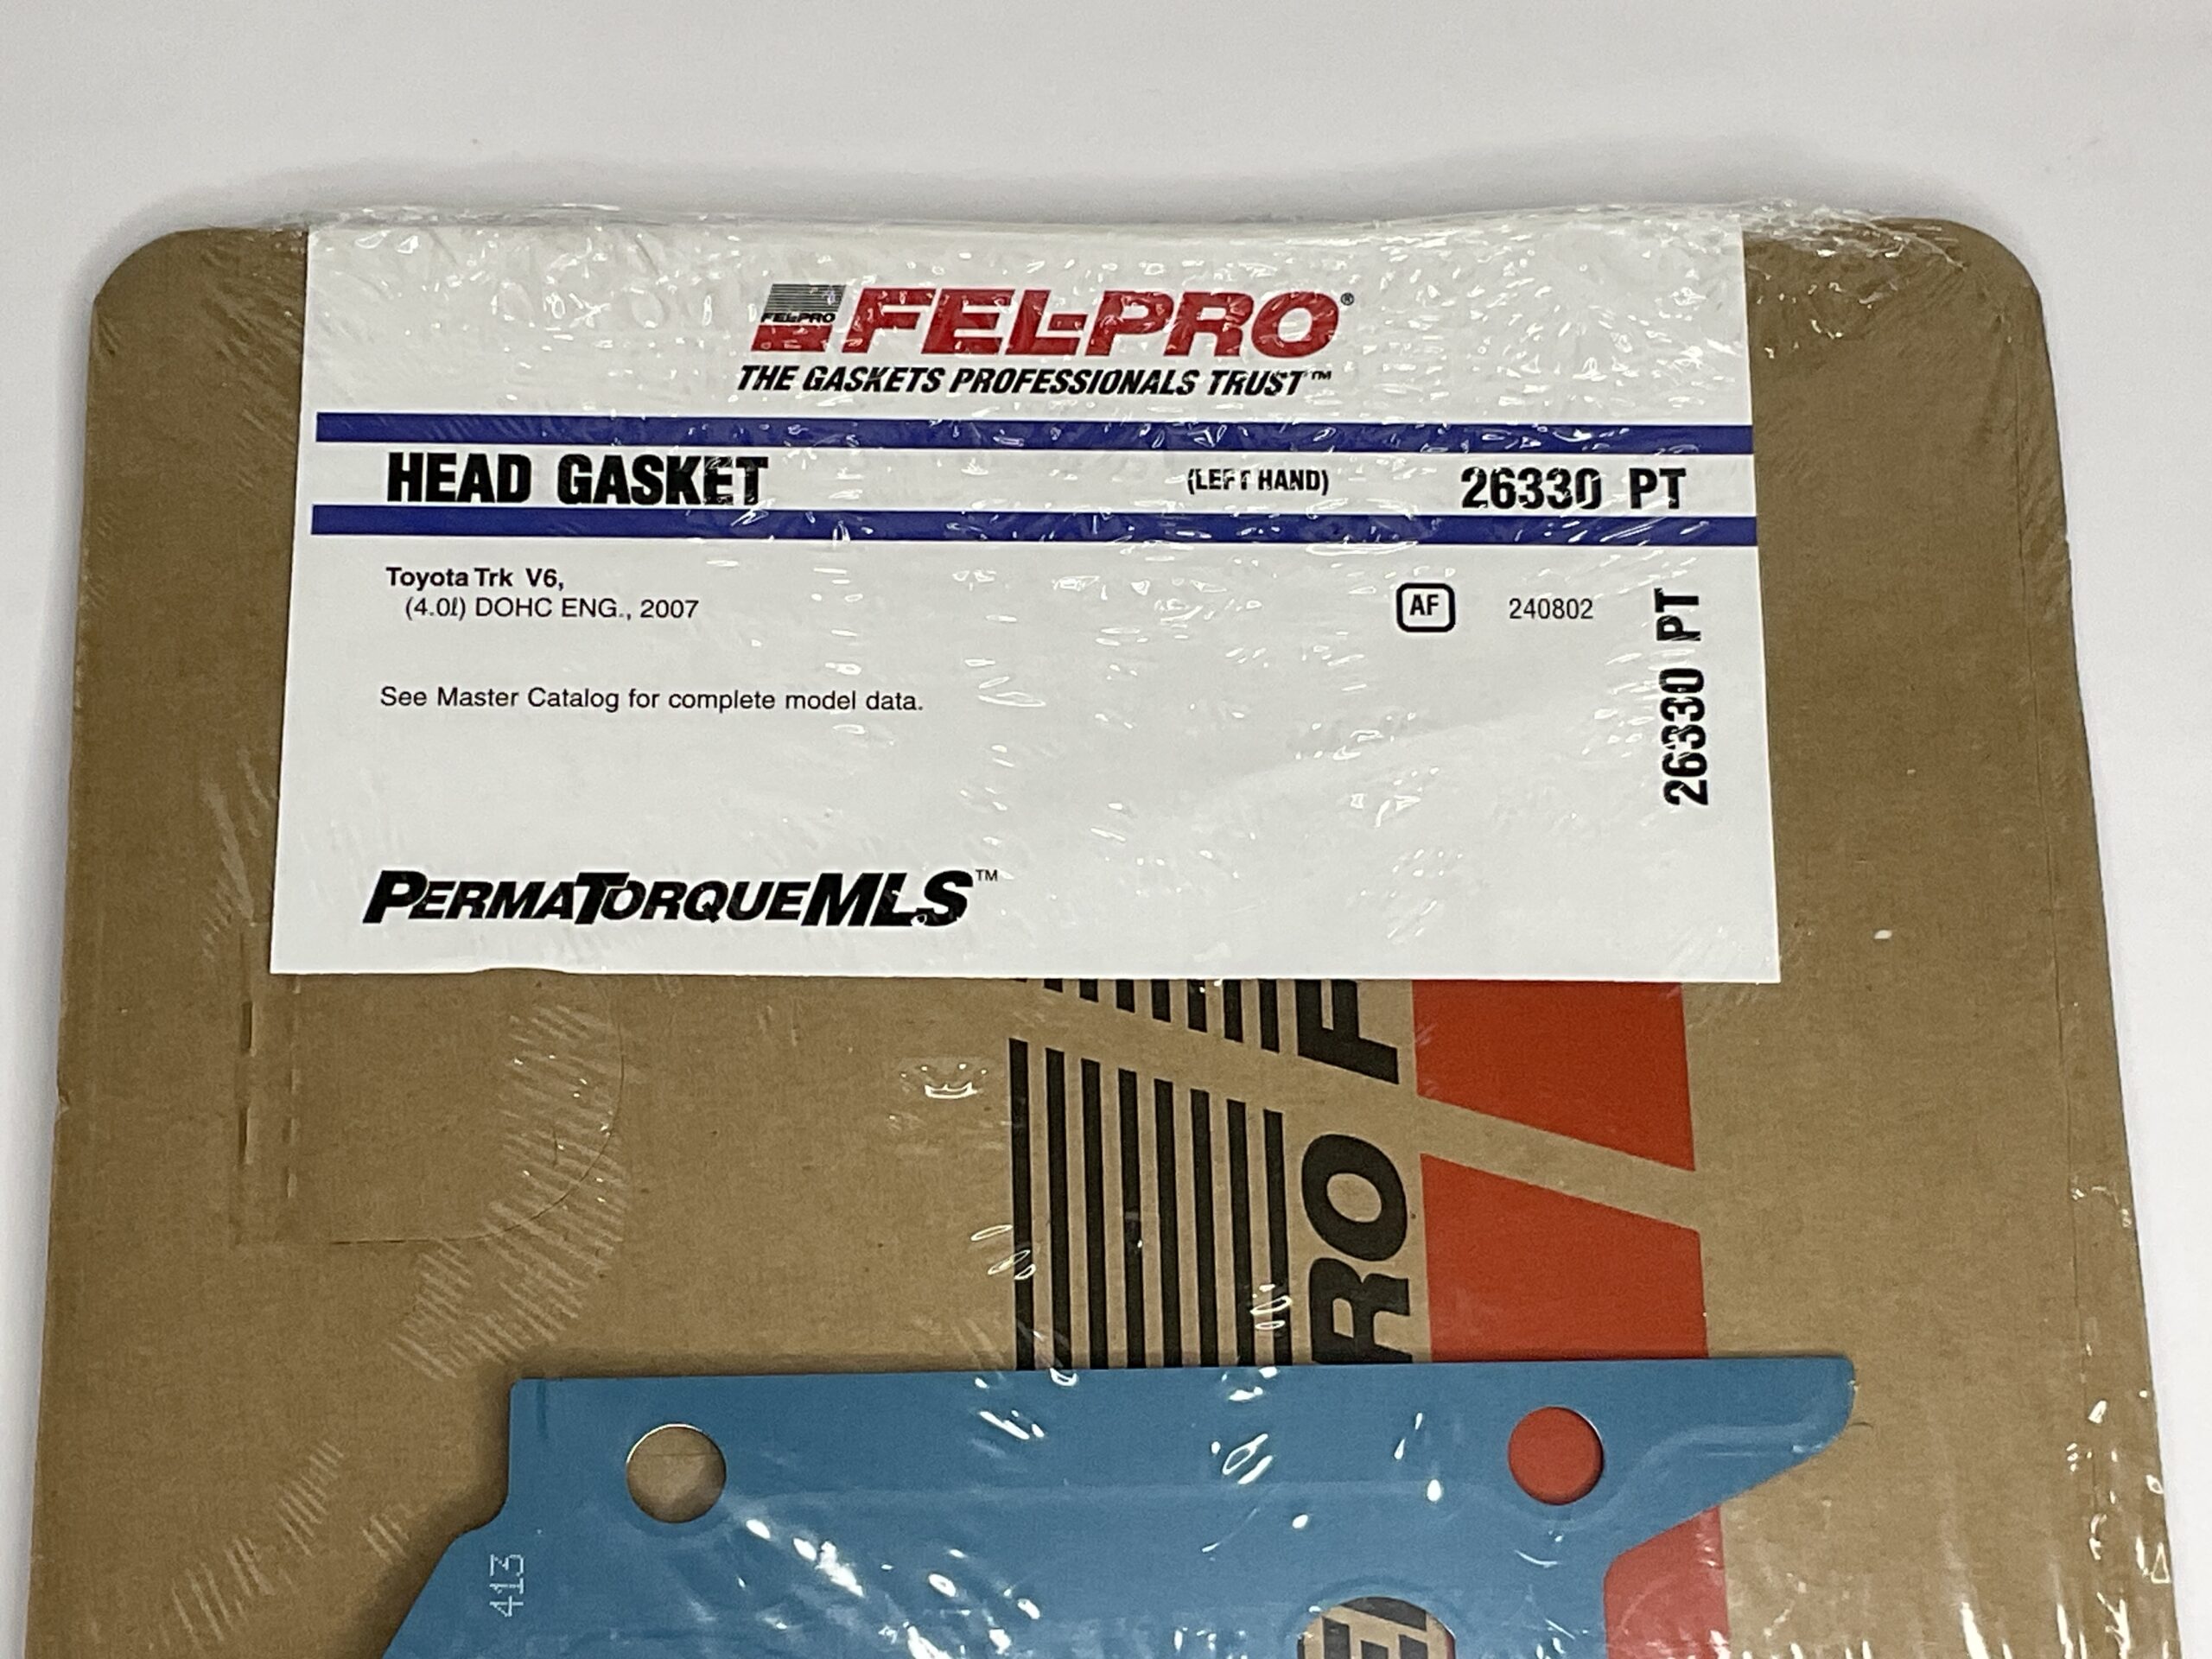 FEL-PRO FEL-PRO®
THE GASKETS PROFESSIONALS TRUST™
HEAD GASKET (LEFT HAND) 26330 PT
Toyota Trk V6,
(4.0ℓ) DOHC ENG., 2007
AF 240802
26330 PT
See Master Catalog for complete model data.
PERMATORQUEMLS™
RO
413